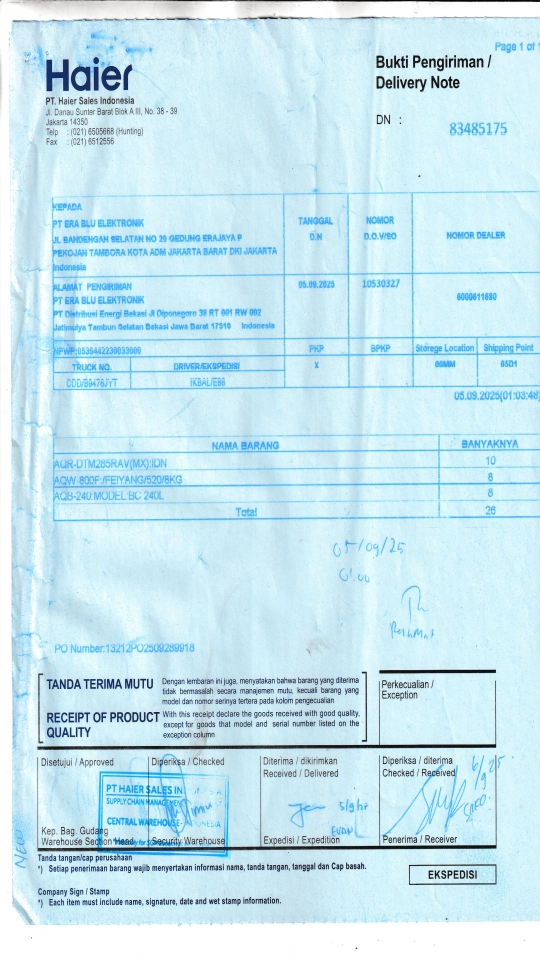 Page 1 of 1
Haier
Bukti Pengiriman /
Delivery Note
PT. Haier Sales Indonesia
Jl. Danau Sunter Barat Blok A III, No. 38 - 39
Jakarta 14350
Telp : (021) 6505668 (Hunting)
Fax : (021) 6512556
DN : 83485175
KEPADA
PT ERA BLU ELEKTRONIK
JL BANDENGAN SELATAN NO 20 GEDUNG ERAJAYA P
PEKOJAN TAMBORA KOTA ADM JAKARTA BARAT DKI JAKARTA
Indonesia
TANGGAL
D.N
NOMOR
D.O.V/SO
NOMOR DEALER
ALAMAT PENGIRIMAN
PT ERA BLU ELEKTRONIK
PT Distribusi Energi Bekasi Jl Diponegoro 38 RT 001 RW 002
Jatimulya Tambun Selatan Bekasi Jawa Barat 17510 Indonesia
05.09.2025
10530327
6000611680
NPWP:0535442230033000
PKP
BPKP
Storege Location
Shipping Point
TRUCK NO.
DRIVER/EKSPEDISI
X
00MM
05D1
CDD/B9476JYT
IKBAL/E66
05.09.2025(01:03:48)
NAMA BARANG
BANYAKNYA
AQR-DTM285RAV(MX):IDN
10
AQW-800F:/FEIYANG/520/8KG
8
AQB-240:MODEL:BC 240L
8
Total
26
05/09/25
01.00
PO Number:13212PO2509289918
TANDA TERIMA MUTU
Dengan lembaran ini juga, menyatakan bahwa barang yang diterima
tidak bermasalah secara manajemen mutu, kecuali barang yang
model dan nomor serinya tertera pada kolom pengecualian
RECEIPT OF PRODUCT
QUALITY
With this receipt declare the goods received with good quality,
except for goods that model and serial number listed on the
exception column
Perkecualian /
Exception
Disetujui / Approved
Diperiksa / Checked
Diterima / dikirimkan
Received / Delivered
Diperiksa / diterima
Checked / Received
6/9'25
PT HAIER SALES IN
SUPPLY CHAIN MANAGEMENT
CENTRAL WAREHOUSE
Kep. Bag. Gudang
Warehouse Section Head
Security Warehouse
Expedisi / Expedition
Penerima / Receiver
Tanda tangan/cap perusahaan
*) Setiap penerimaan barang wajib menyertakan informasi nama, tanda tangan, tanggal dan Cap basah.
EKSPEDISI
Company Sign / Stamp
*) Each item must include name, signature, date and wet stamp information.